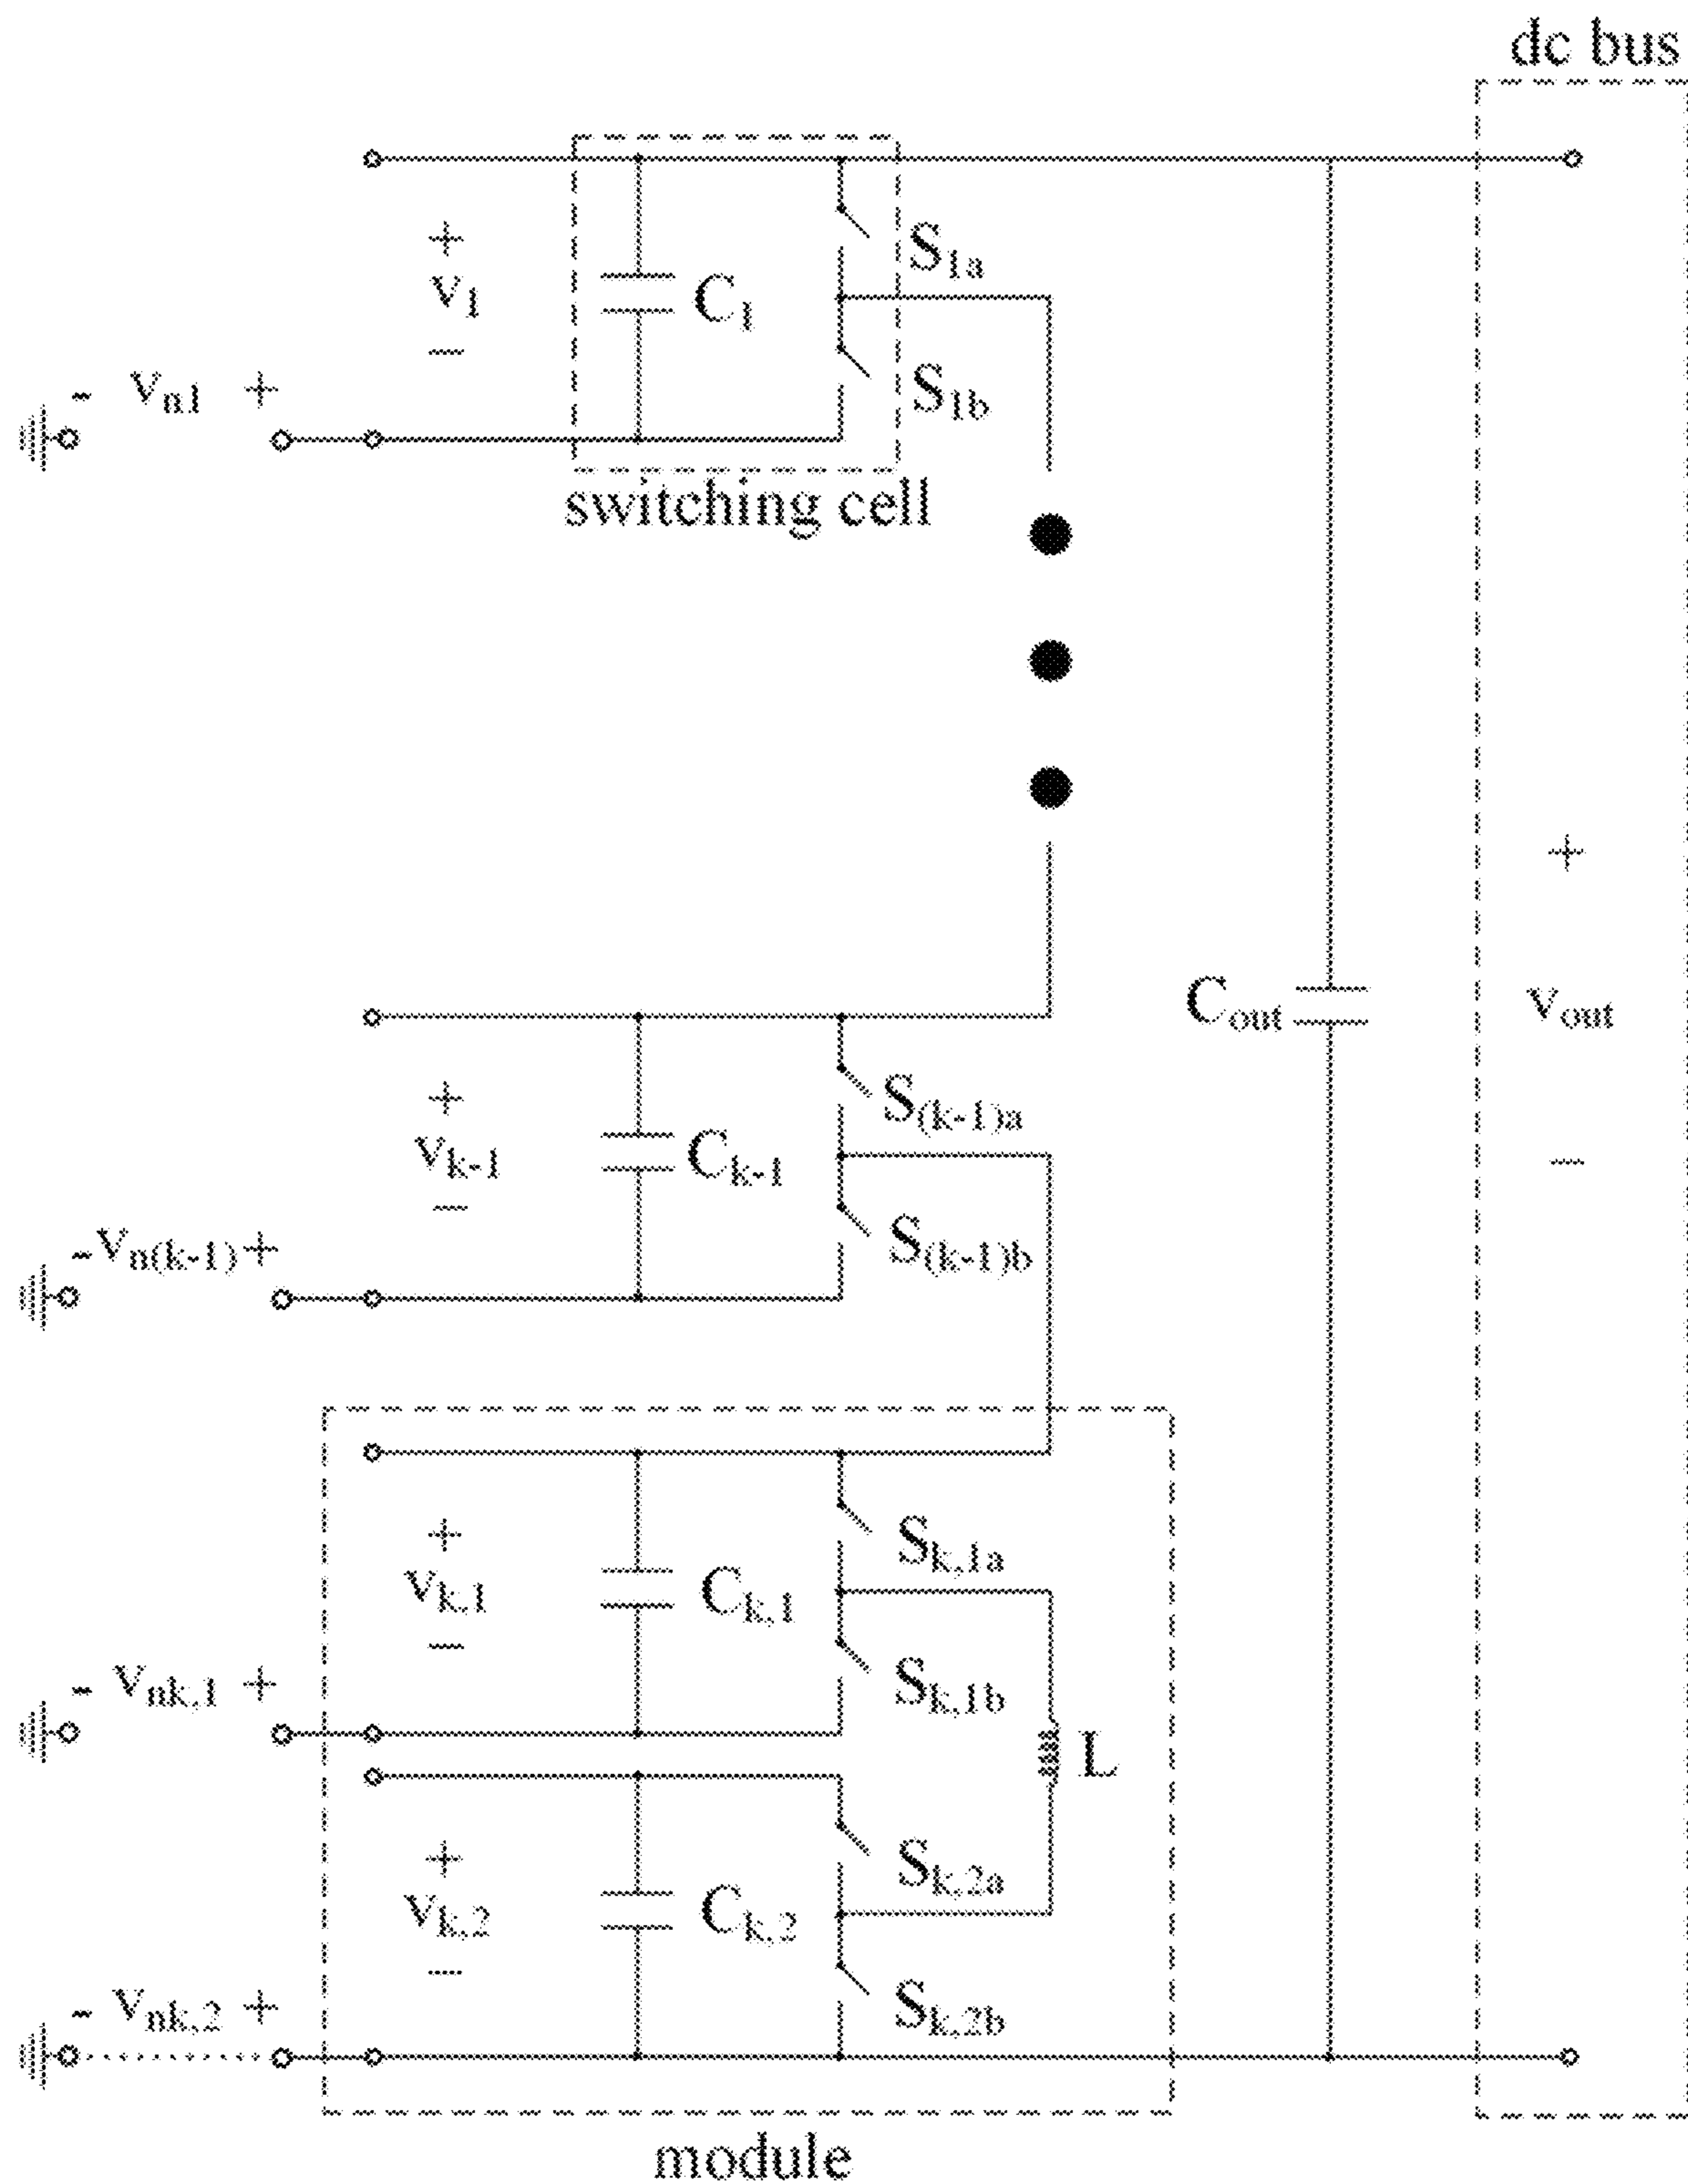 dc bus
+
v1
−
C1
S1a
S1b
- vn1 +
switching cell
+
vk-1
−
Ck-1
S(k-1)a
S(k-1)b
- vn(k-1) +
Cout
+
vout
−
+
vk,1
−
Ck,1
Sk,1a
Sk,1b
- vnk,1 +
L
+
vk,2
−
Ck,2
Sk,2a
Sk,2b
- vnk,2 +
module